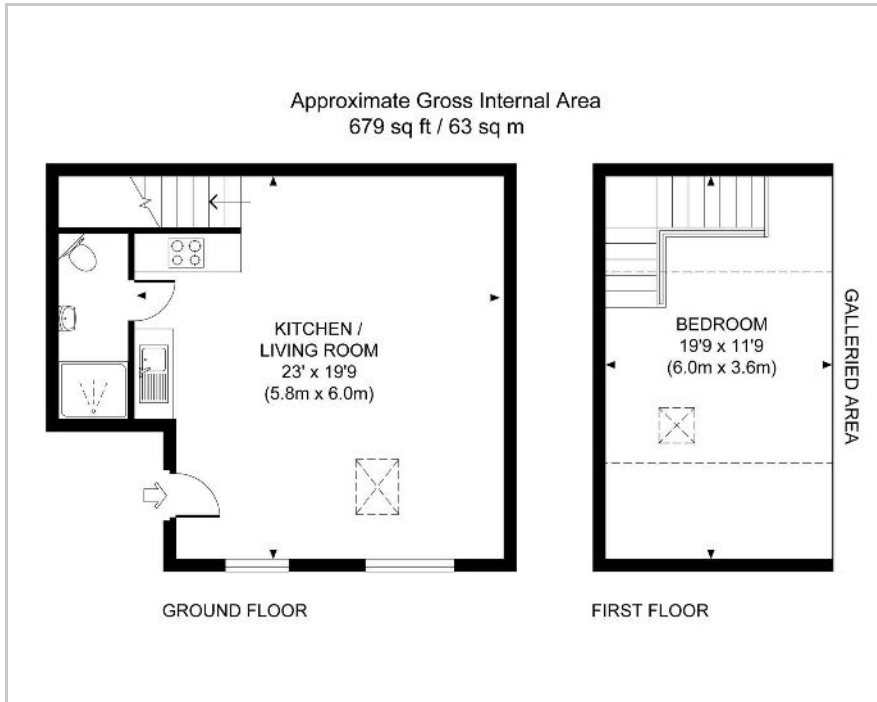 Approximate Gross Internal Area
679 sq ft / 63 sq m
KITCHEN /
LIVING ROOM
23' x 19'9
(5.8m x 6.0m)
BEDROOM
19'9 x 11'9
(6.0m x 3.6m)
GALLERIED AREA
GROUND FLOOR
FIRST FLOOR